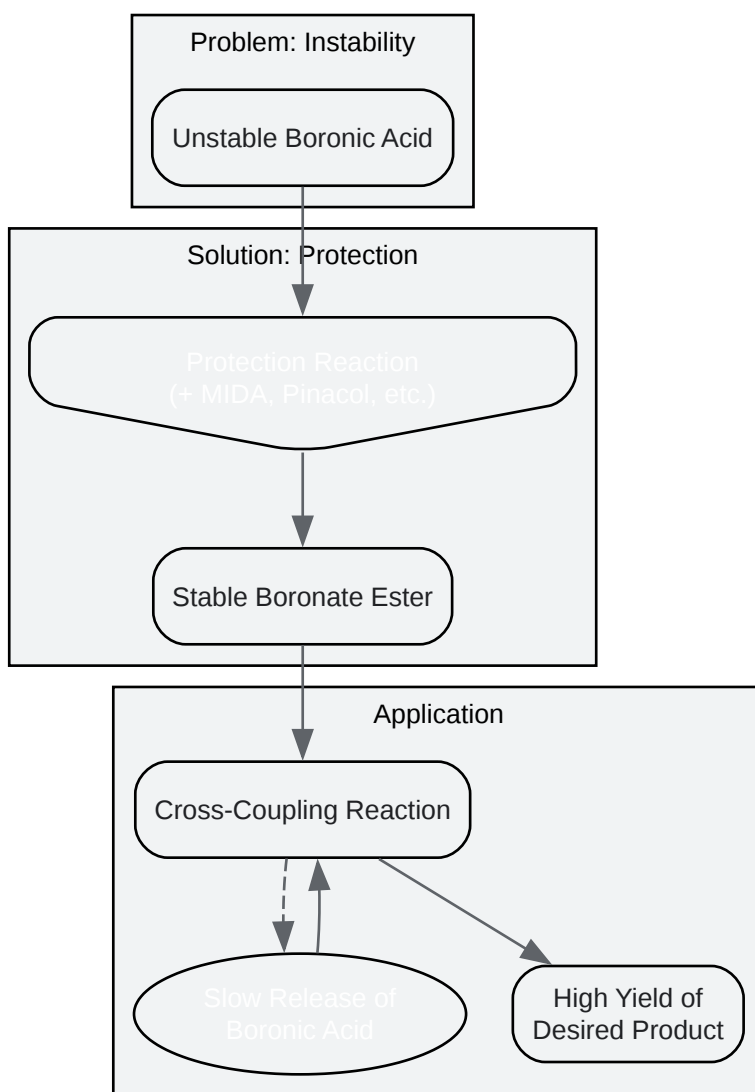 Problem: Instability
Unstable Boronic Acid
Solution: Protection
Protection Reaction
(+ MIDA, Pinacol, etc.)
Stable Boronate Ester
Application
Cross-Coupling Reaction
Slow Release of
Boronic Acid
High Yield of
Desired Product